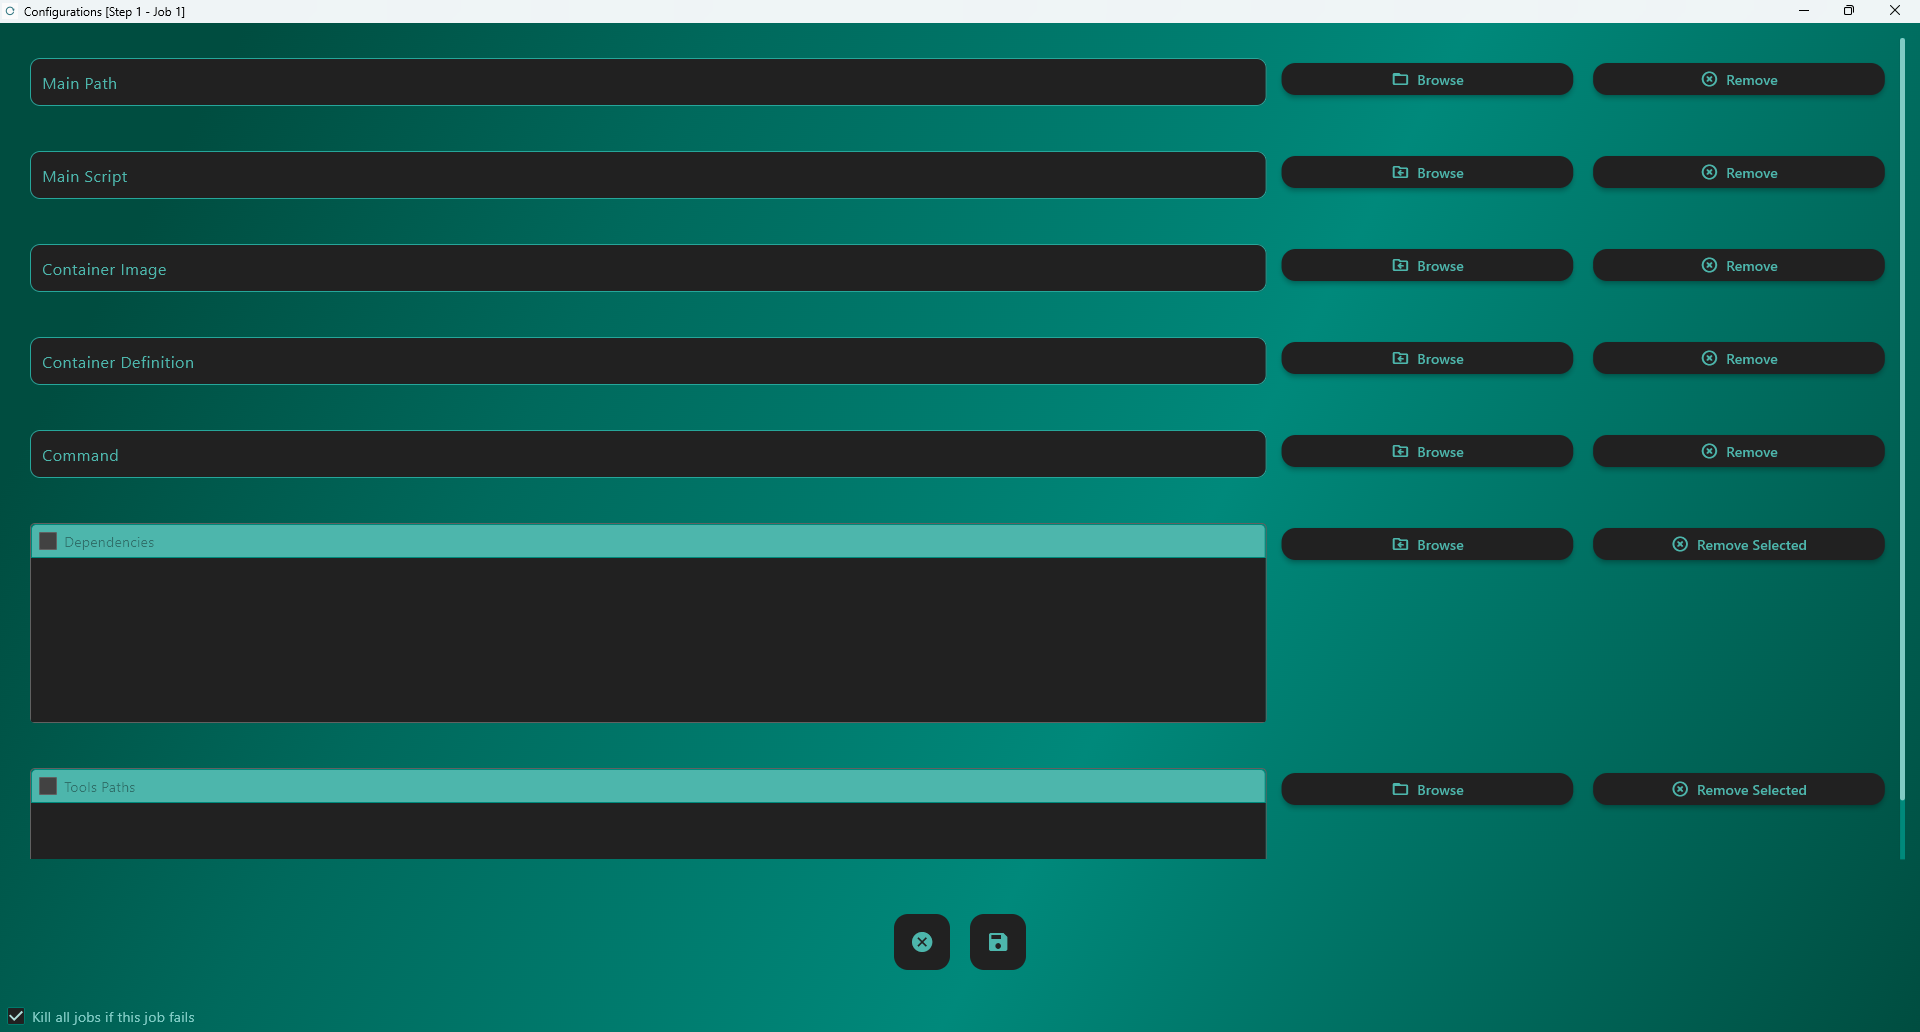 Configurations [Step 1 - Job 1]
Main Path
Browse
Remove
Main Script
Browse
Remove
Container Image
Browse
Remove
Container Definition
Browse
Remove
Command
Browse
Remove
Dependencies
Browse
Remove Selected
Tools Paths
Browse
Remove Selected
Kill all jobs if this job fails